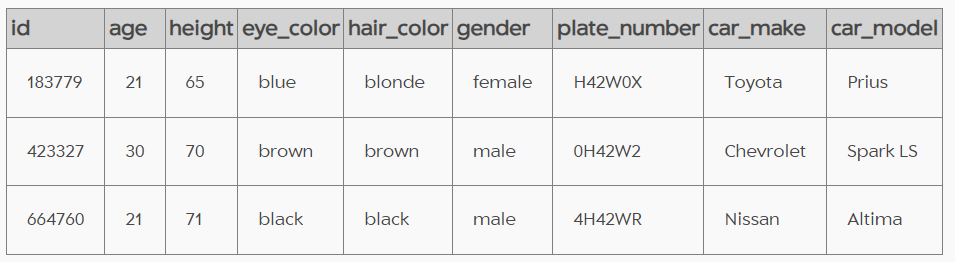 id age height eye_color hair_color gender plate_number car_make car_model
183779 21 65 blue blonde female H42W0X Toyota Prius
423327 30 70 brown brown male 0H42W2 Chevrolet Spark LS
664760 21 71 black black male 4H42WR Nissan Altima